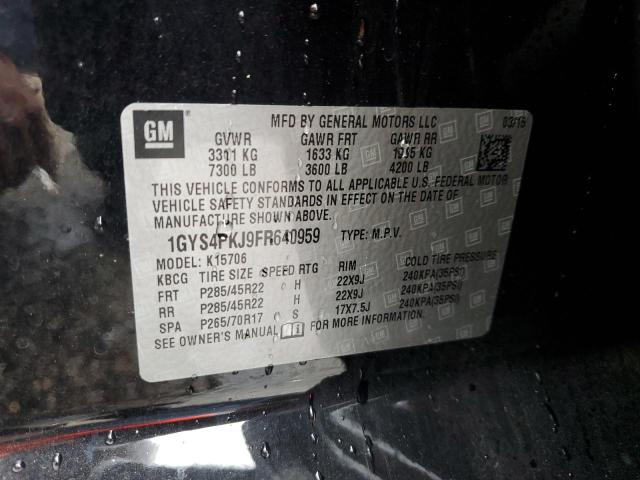 GM
MFD BY GENERAL MOTORS LLC 03/15
GVWR GAWR FRT GAWR RR
3311 KG 1633 KG 1905 KG
7300 LB 3600 LB 4200 LB
THIS VEHICLE CONFORMS TO ALL APPLICABLE U.S. FEDERAL MOTOR
VEHICLE SAFETY STANDARDS IN EFFECT ON THE DATE OF
MANUFACTURE SHOWN ABOVE.
1GYS4PKJ9FR640959 TYPE: M.P.V.
MODEL: K15706
KBCG TIRE SIZE SPEED RTG RIM COLD TIRE PRESSURE
FRT P285/45R22 H 22X9J 240KPA(35PSI)
RR P285/45R22 H 22X9J 240KPA(35PSI)
SPA P265/70R17 S 17X7.5J 240KPA(35PSI)
SEE OWNER'S MANUAL FOR MORE INFORMATION.